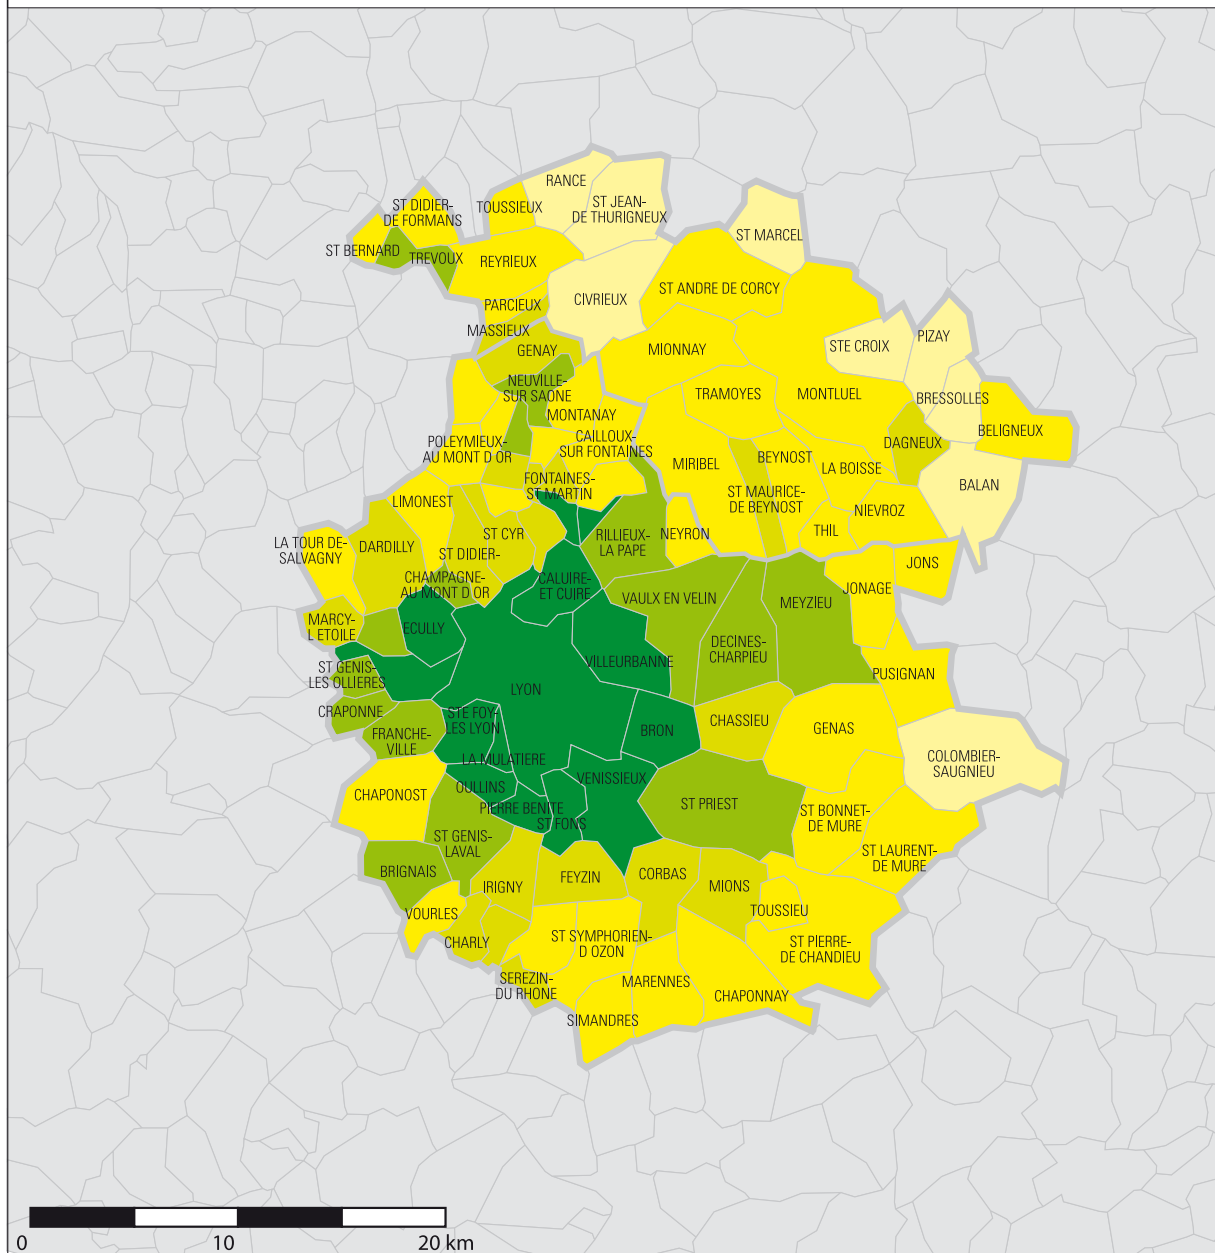 RANCE
ST DIDIER-
DE FORMANS
TOUSSIEUX
ST JEAN-
DE THURIGNEUX
ST MARCEL
ST BERNARD
TREVOUX
REYRIEUX
ST ANDRE DE CORCY
PARCIEUX
CIVRIEUX
MASSIEUX
GENAY
MIONNAY
STE CROIX
PIZAY
NEUVILLE-
SUR SAONE
TRAMOYES
MONTLUEL
BRESSOLLES
MONTANAY
BELIGNEUX
POLEYMIEUX-
AU MONT D OR
CAILLOUX-
SUR FONTAINES
DAGNEUX
MIRIBEL
BEYNOST
LA BOISSE
FONTAINES-
ST MARTIN
ST MAURICE-
DE BEYNOST
BALAN
LIMONEST
NIEVROZ
THIL
LA TOUR DE-
SALVAGNY
DARDILLY
ST CYR
ST DIDIER-
RILLIEUX-
LA PAPE
NEYRON
JONS
CHAMPAGNE-
AU MONT D OR
CALUIRE-
ET CUIRE
JONAGE
VAULX EN VELIN
MEYZIEU
MARCY-
L ETOILE
ECULLY
DECINES-
CHARPIEU
ST GENIS-
LES OLLIERES
VILLEURBANNE
PUSIGNAN
LYON
CRAPONNE
STE FOY-
LES LYON
CHASSIEU
GENAS
BRON
FRANCHE-
VILLE
LA MULATIERE
COLOMBIER-
SAUGNIEU
CHAPONOST
OULLINS
VENISSIEUX
PIERRE BENITE
ST FONS
ST PRIEST
ST BONNET-
DE MURE
ST GENIS-
LAVAL
ST LAURENT-
DE MURE
BRIGNAIS
IRIGNY
FEYZIN
CORBAS
MIONS
VOURLES
TOUSSIEU
CHARLY
ST SYMPHORIEN-
D OZON
ST PIERRE-
DE CHANDIEU
SEREZIN-
DU RHONE
MARENNES
CHAPONNAY
SIMANDRES
0 10 20 km